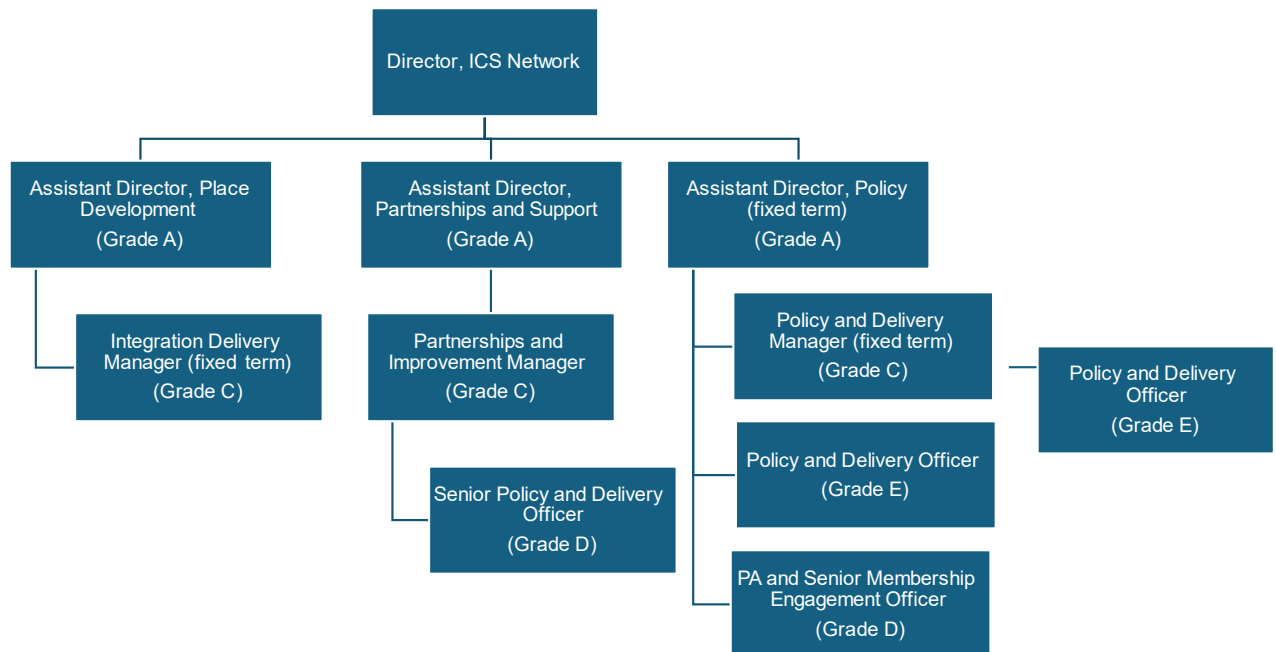 Director, ICS Network
Assistant Director, Place
Development
(Grade A)
Assistant Director,
Partnerships and Support
(Grade A)
Assistant Director, Policy
(fixed term)
(Grade A)
Integration Delivery
Manager (fixed term)
(Grade C)
Partnerships and
Improvement Manager
(Grade C)
Policy and Delivery
Manager (fixed term)
(Grade C)
Policy and Delivery
Officer
(Grade E)
Policy and Delivery Officer
(Grade E)
Senior Policy and Delivery
Officer
(Grade D)
PA and Senior Membership
Engagement Officer
(Grade D)